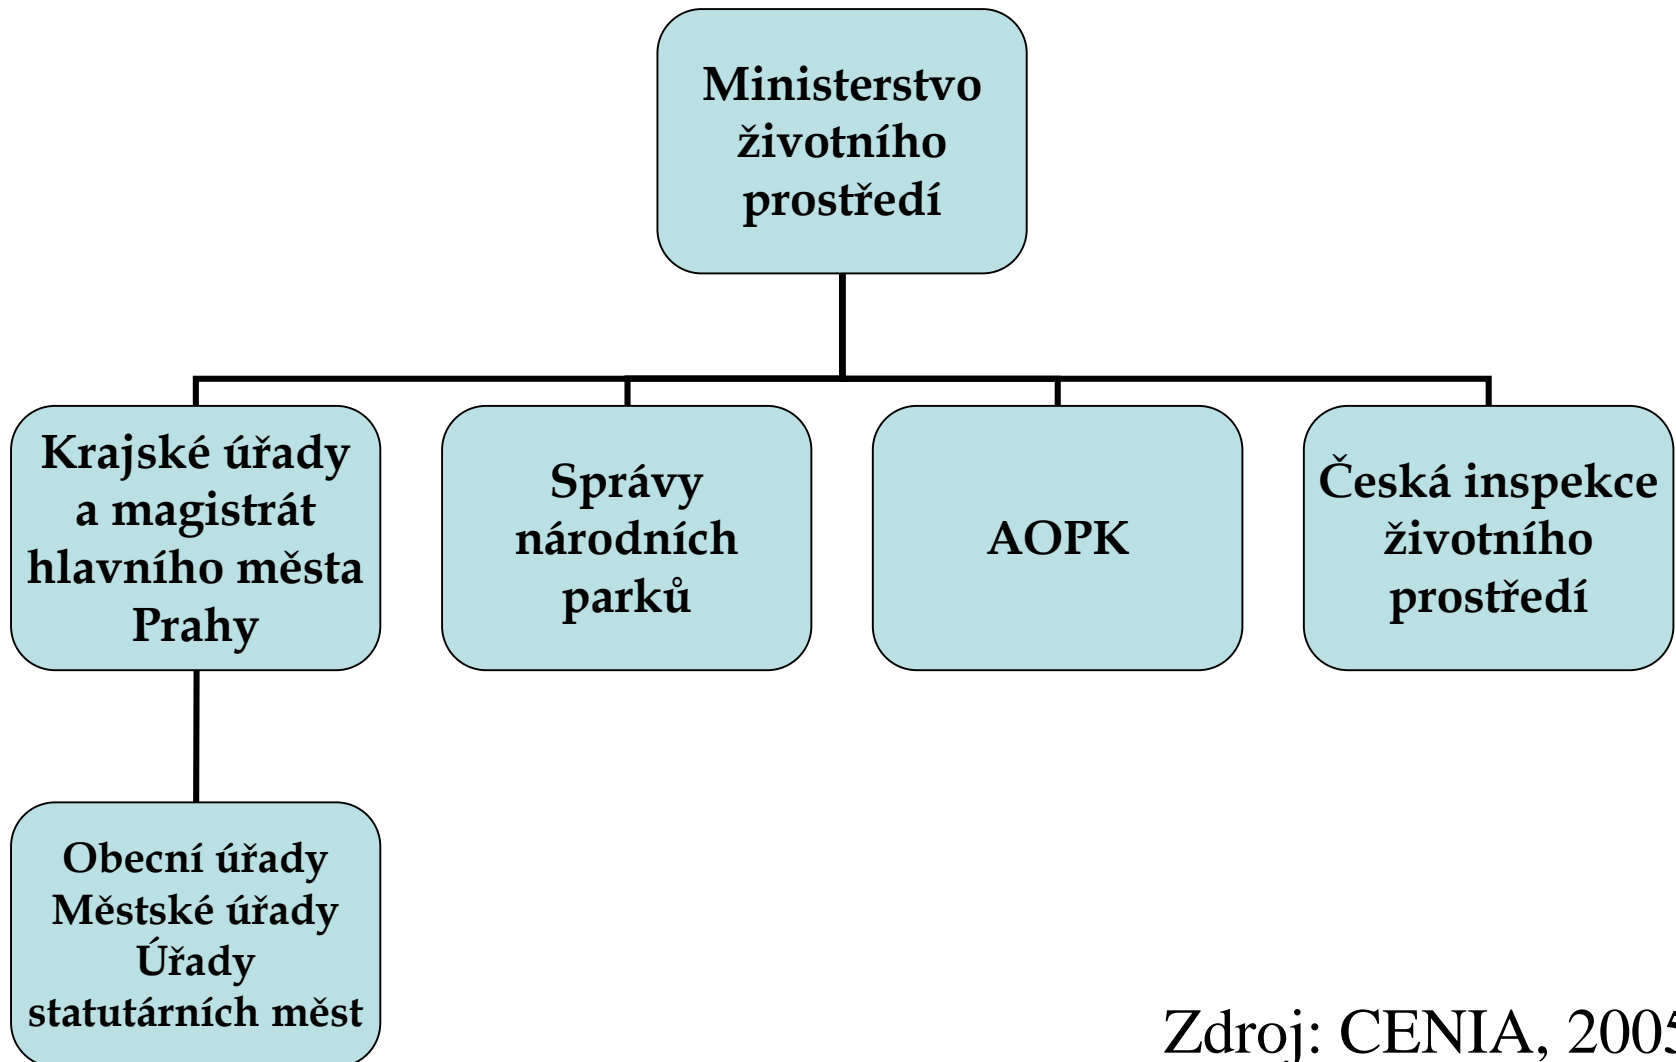 Ministerstvo
životního
prostředí
Krajské úřady
a magistrát
hlavního města
Prahy
Správy
národních
parků
AOPK
Česká inspekce
životního
prostředí
Obecní úřady
Městské úřady
Úřady
statutárních měst
Zdroj: CENIA, 2005